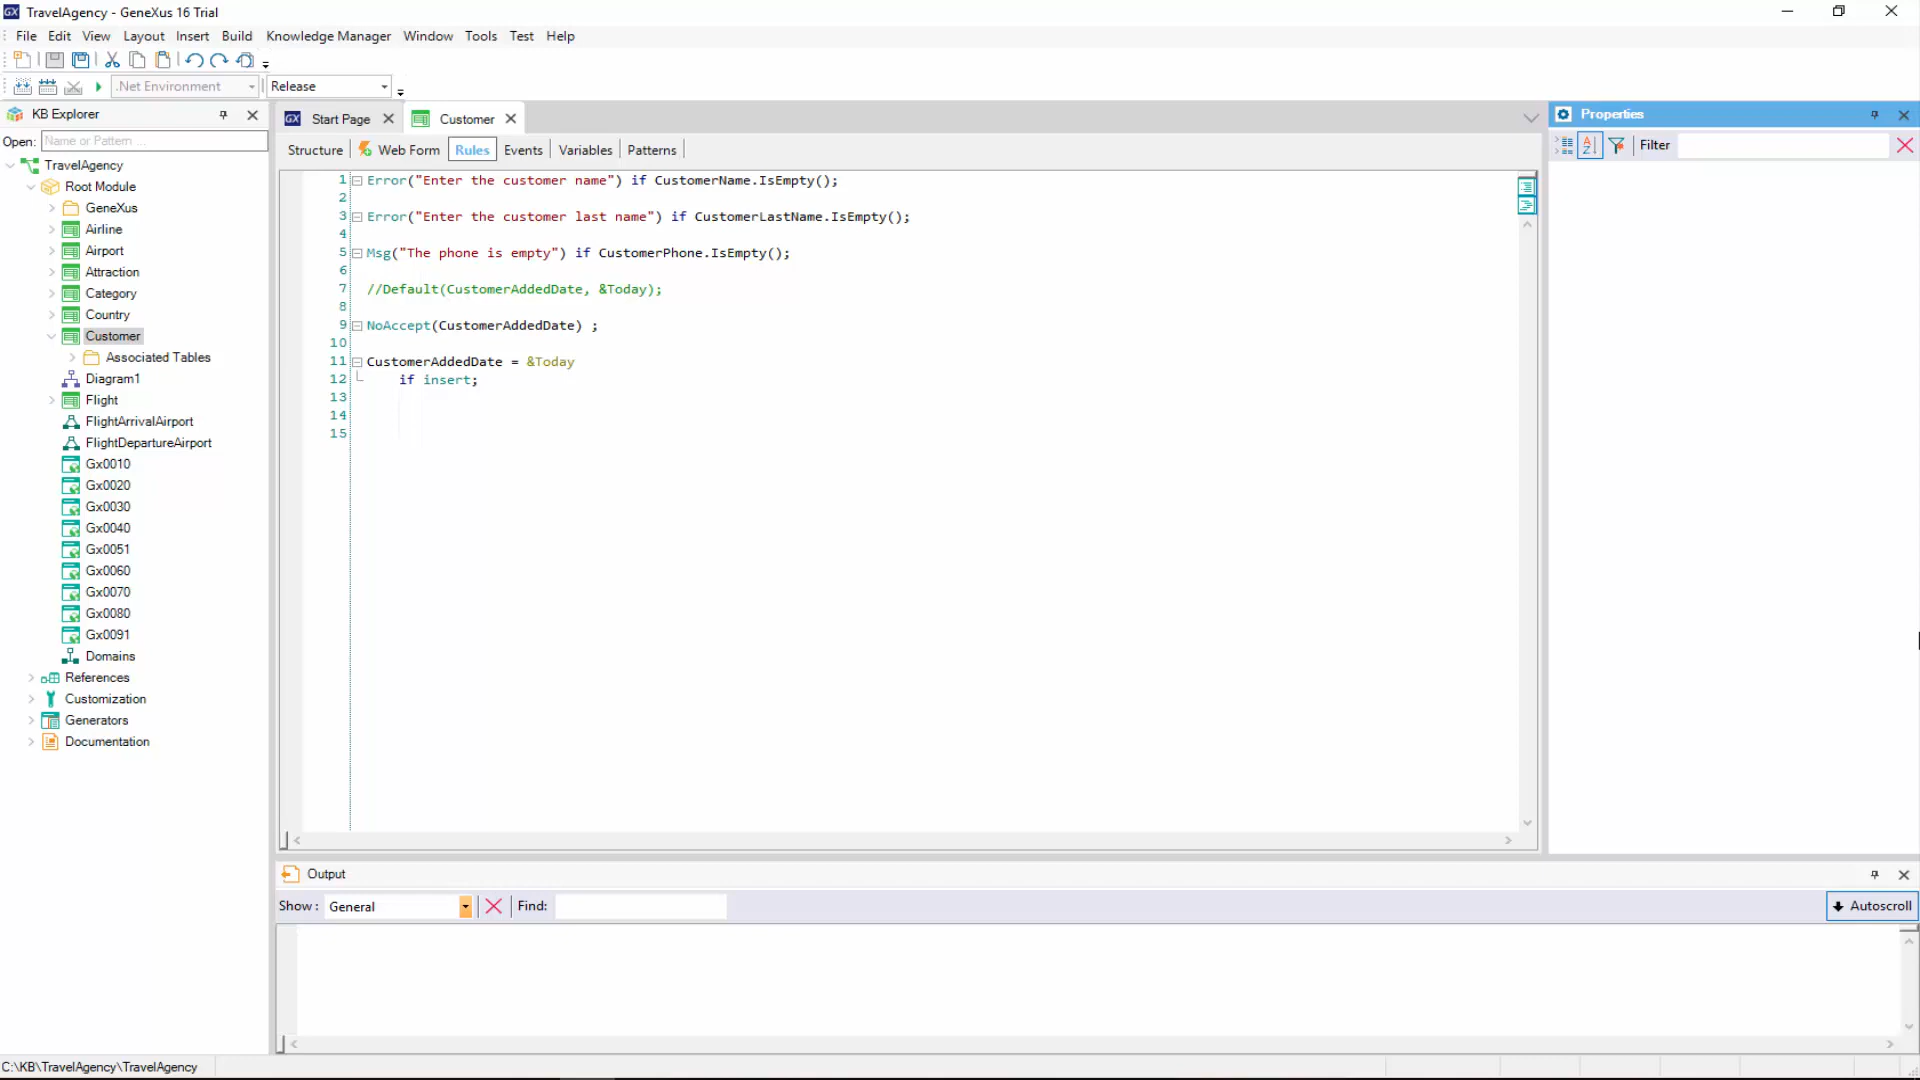 TravelAgency - GeneXus 16 Trial
File Edit View Layout Insert Build Knowledge Manager Window Tools Test Help
.Net Environment Release
KB Explorer
Open: Name or Pattern ...
TravelAgency
Root Module
GeneXus
Airline
Airport
Attraction
Category
Country
Customer
Associated Tables
Diagram1
Flight
FlightArrivalAirport
FlightDepartureAirport
Gx0010
Gx0020
Gx0030
Gx0040
Gx0051
Gx0060
Gx0070
Gx0080
Gx0091
Domains
References
Customization
Generators
Documentation
Start Page Customer
Structure Web Form Rules Events Variables Patterns
1 Error("Enter the customer name") if CustomerName.IsEmpty();
2
3 Error("Enter the customer last name") if CustomerLastName.IsEmpty();
4
5 Msg("The phone is empty") if CustomerPhone.IsEmpty();
6
7 //Default(CustomerAddedDate, &Today);
8
9 NoAccept(CustomerAddedDate) ;
10
11 CustomerAddedDate = &Today
12 if insert;
13
14
15
Properties
Filter
Output
Show : General Find: Autoscroll
C:\KB\TravelAgency\TravelAgency